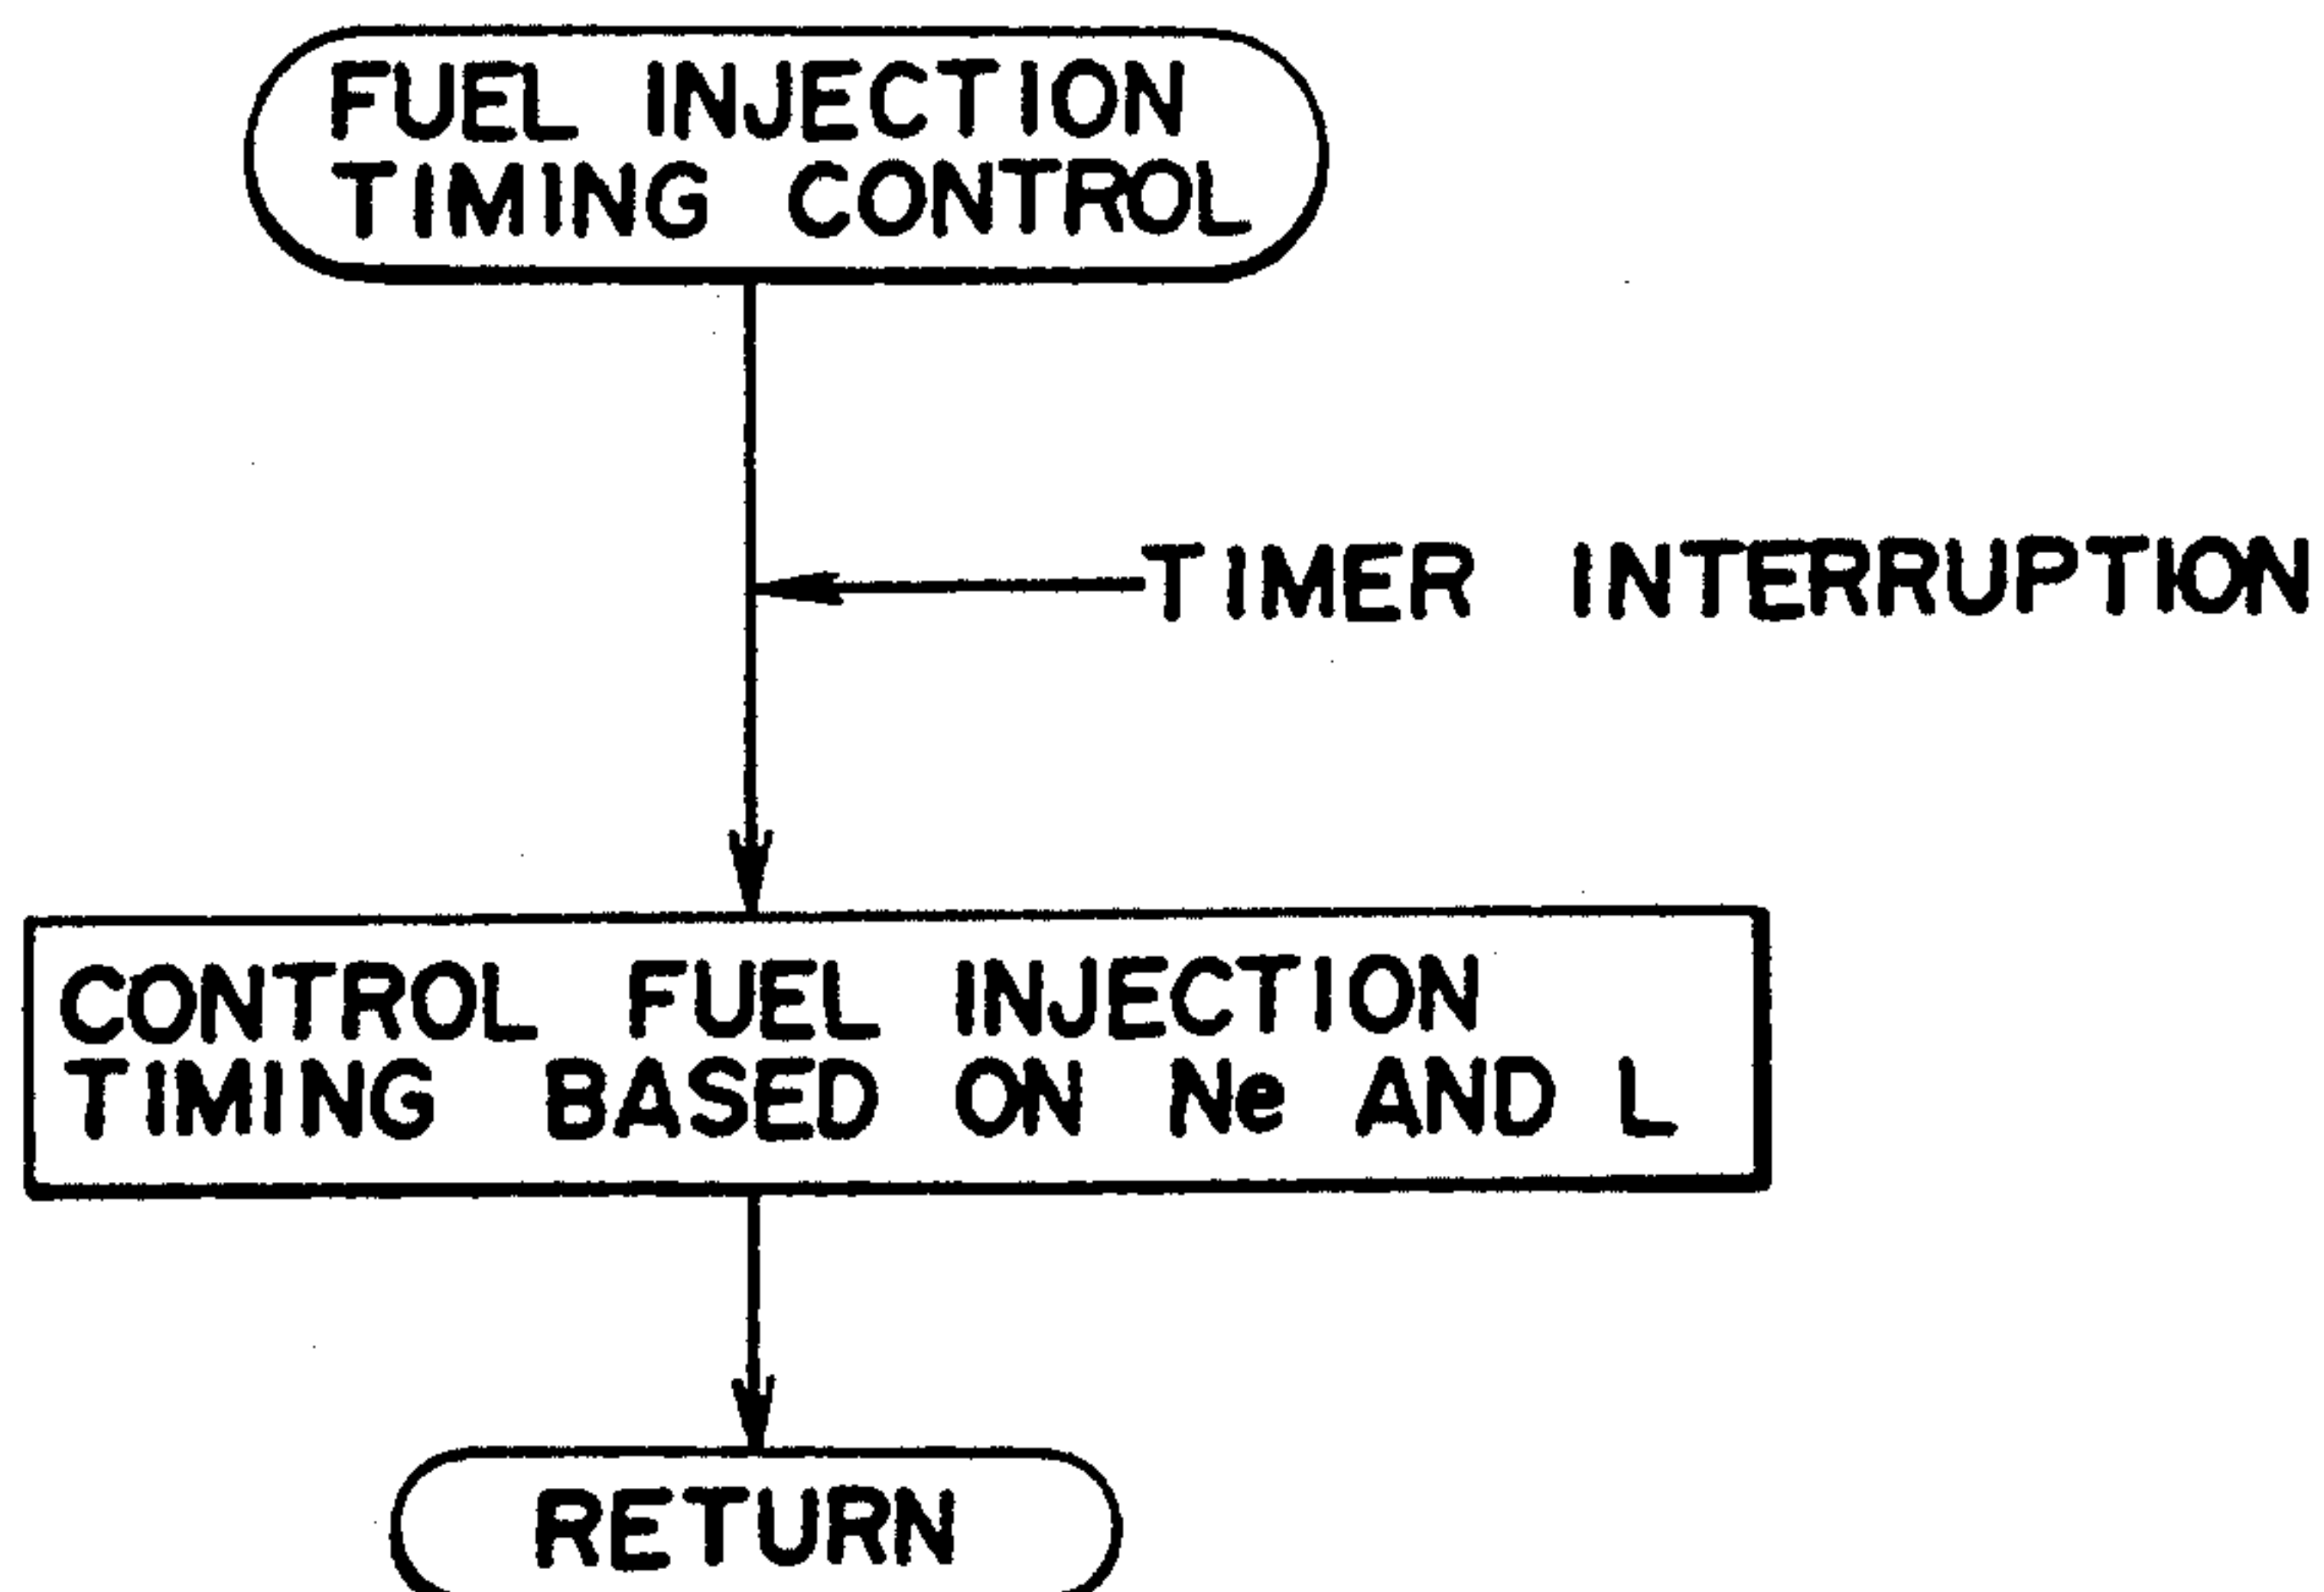 FUEL INJECTION
TIMING CONTROL
TIMER INTERRUPTION
CONTROL FUEL INJECTION
TIMING BASED ON Ne AND L
RETURN